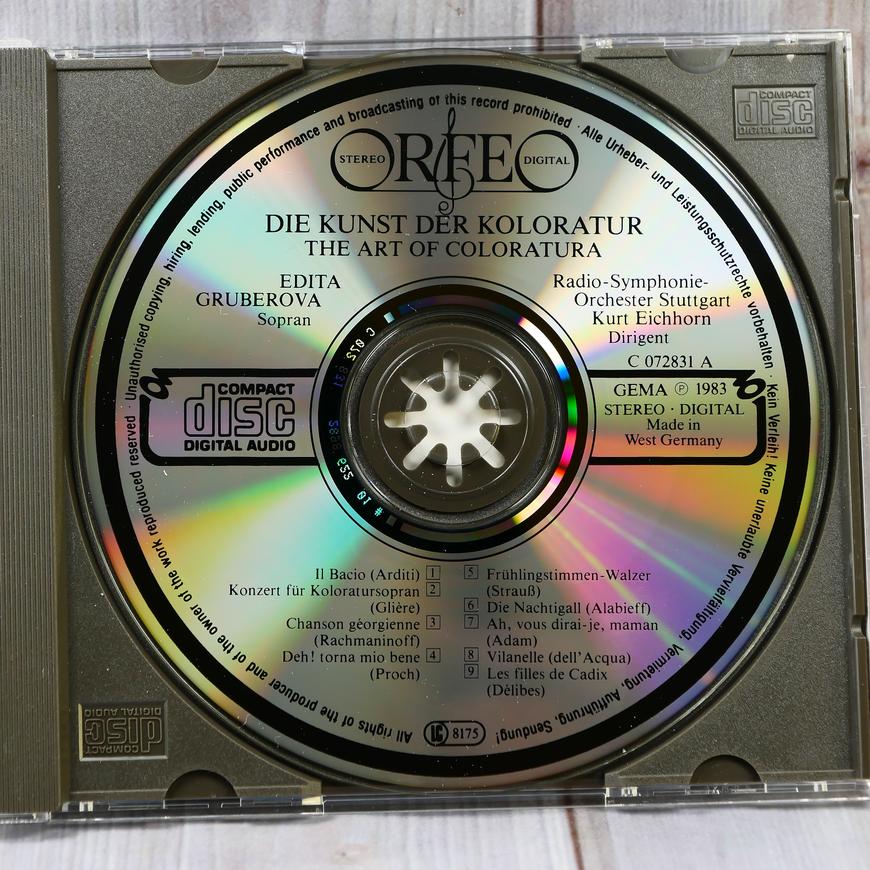 COMPACT
disc
DIGITAL AUDIO
Unauthorised copying, hiring, lending, public performance and broadcasting of this record prohibited · Alle Urheber- und Leistungsschutzrechte vorbehalten · Kein Verleih! Keine unerlaubte Vervielfältigung, Vermietung, Aufführung, Sendung!
All rights of the producer and of the owner of the work reproduced reserved ·
STEREO ORFEO DIGITAL
DIE KUNST DER KOLORATUR
THE ART OF COLORATURA
EDITA
GRUBEROVA
Sopran
Radio-Symphonie-
Orchester Stuttgart
Kurt Eichhorn
Dirigent
C 072831 A
COMPACT
disc
DIGITAL AUDIO
GEMA Ⓟ 1983
STEREO · DIGITAL
Made in
West Germany
Il Bacio (Arditi) 1
Konzert für Koloratursopran 2
(Glière)
Chanson géorgienne 3
(Rachmaninoff)
Deh! torna mio bene 4
(Proch)
5 Frühlingstimmen-Walzer
(Strauß)
6 Die Nachtigall (Alabieff)
7 Ah, vous dirai-je, maman
(Adam)
8 Vilanelle (dell'Acqua)
9 Les filles de Cadix
(Délibes)
LC 8175
COMPACT
disc
DIGITAL AUDIO